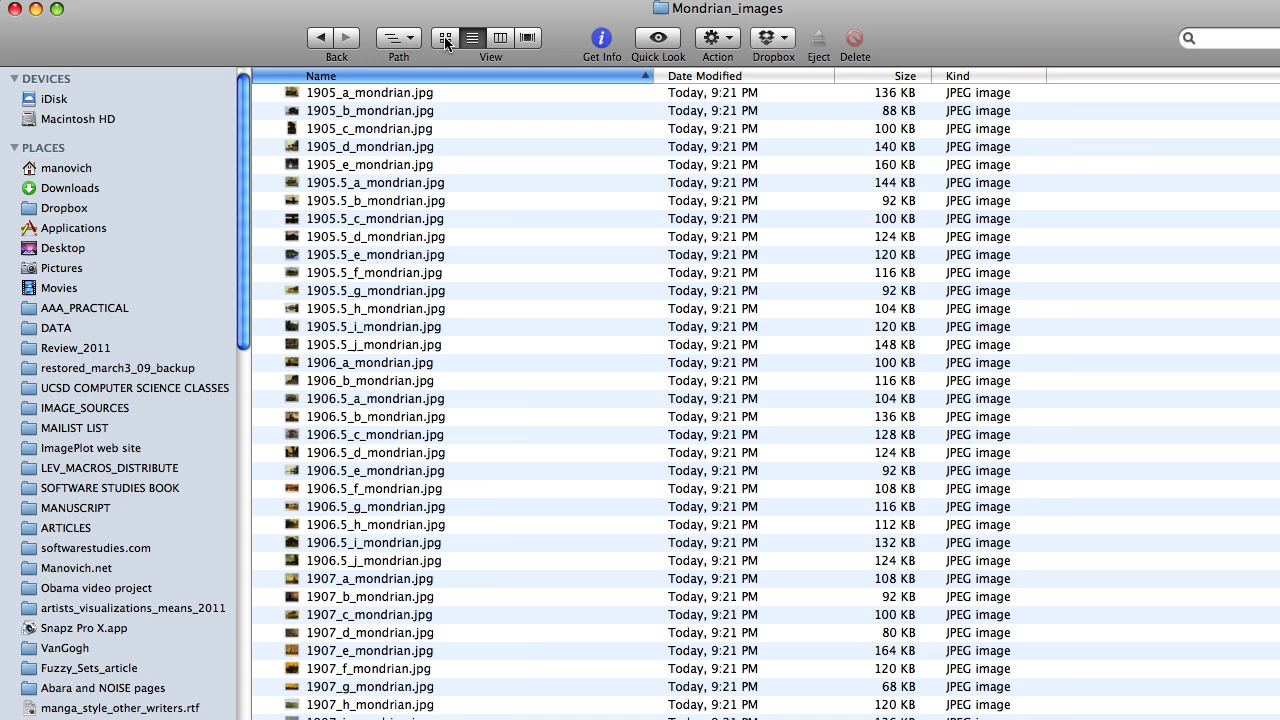 Mondrian_images
Back
Path
View
Get Info
Quick Look
Action
Dropbox
Eject
Delete
DEVICES
iDisk
Macintosh HD
PLACES
manovich
Downloads
Dropbox
Applications
Desktop
Pictures
Movies
AAA_PRACTICAL
DATA
Review_2011
restored_march3_09_backup
UCSD COMPUTER SCIENCE CLASSES
IMAGE_SOURCES
MAILIST LIST
ImagePlot web site
LEV_MACROS_DISTRIBUTE
SOFTWARE STUDIES BOOK
MANUSCRIPT
ARTICLES
softwarestudies.com
Manovich.net
Obama video project
artists_visualizations_means_2011
Snapz Pro X.app
VanGogh
Fuzzy_Sets_article
Abara and NOISE pages
manga_style_other_writers.rtf
Name Date Modified Size Kind
1905_a_mondrian.jpg Today, 9:21 PM 136 KB JPEG image
1905_b_mondrian.jpg Today, 9:21 PM 88 KB JPEG image
1905_c_mondrian.jpg Today, 9:21 PM 100 KB JPEG image
1905_d_mondrian.jpg Today, 9:21 PM 140 KB JPEG image
1905_e_mondrian.jpg Today, 9:21 PM 160 KB JPEG image
1905.5_a_mondrian.jpg Today, 9:21 PM 144 KB JPEG image
1905.5_b_mondrian.jpg Today, 9:21 PM 92 KB JPEG image
1905.5_c_mondrian.jpg Today, 9:21 PM 100 KB JPEG image
1905.5_d_mondrian.jpg Today, 9:21 PM 124 KB JPEG image
1905.5_e_mondrian.jpg Today, 9:21 PM 120 KB JPEG image
1905.5_f_mondrian.jpg Today, 9:21 PM 116 KB JPEG image
1905.5_g_mondrian.jpg Today, 9:21 PM 92 KB JPEG image
1905.5_h_mondrian.jpg Today, 9:21 PM 104 KB JPEG image
1905.5_i_mondrian.jpg Today, 9:21 PM 120 KB JPEG image
1905.5_j_mondrian.jpg Today, 9:21 PM 148 KB JPEG image
1906_a_mondrian.jpg Today, 9:21 PM 100 KB JPEG image
1906_b_mondrian.jpg Today, 9:21 PM 116 KB JPEG image
1906.5_a_mondrian.jpg Today, 9:21 PM 104 KB JPEG image
1906.5_b_mondrian.jpg Today, 9:21 PM 136 KB JPEG image
1906.5_c_mondrian.jpg Today, 9:21 PM 128 KB JPEG image
1906.5_d_mondrian.jpg Today, 9:21 PM 124 KB JPEG image
1906.5_e_mondrian.jpg Today, 9:21 PM 92 KB JPEG image
1906.5_f_mondrian.jpg Today, 9:21 PM 108 KB JPEG image
1906.5_g_mondrian.jpg Today, 9:21 PM 116 KB JPEG image
1906.5_h_mondrian.jpg Today, 9:21 PM 112 KB JPEG image
1906.5_i_mondrian.jpg Today, 9:21 PM 132 KB JPEG image
1906.5_j_mondrian.jpg Today, 9:21 PM 124 KB JPEG image
1907_a_mondrian.jpg Today, 9:21 PM 108 KB JPEG image
1907_b_mondrian.jpg Today, 9:21 PM 92 KB JPEG image
1907_c_mondrian.jpg Today, 9:21 PM 100 KB JPEG image
1907_d_mondrian.jpg Today, 9:21 PM 80 KB JPEG image
1907_e_mondrian.jpg Today, 9:21 PM 164 KB JPEG image
1907_f_mondrian.jpg Today, 9:21 PM 120 KB JPEG image
1907_g_mondrian.jpg Today, 9:21 PM 68 KB JPEG image
1907_h_mondrian.jpg Today, 9:21 PM 120 KB JPEG image